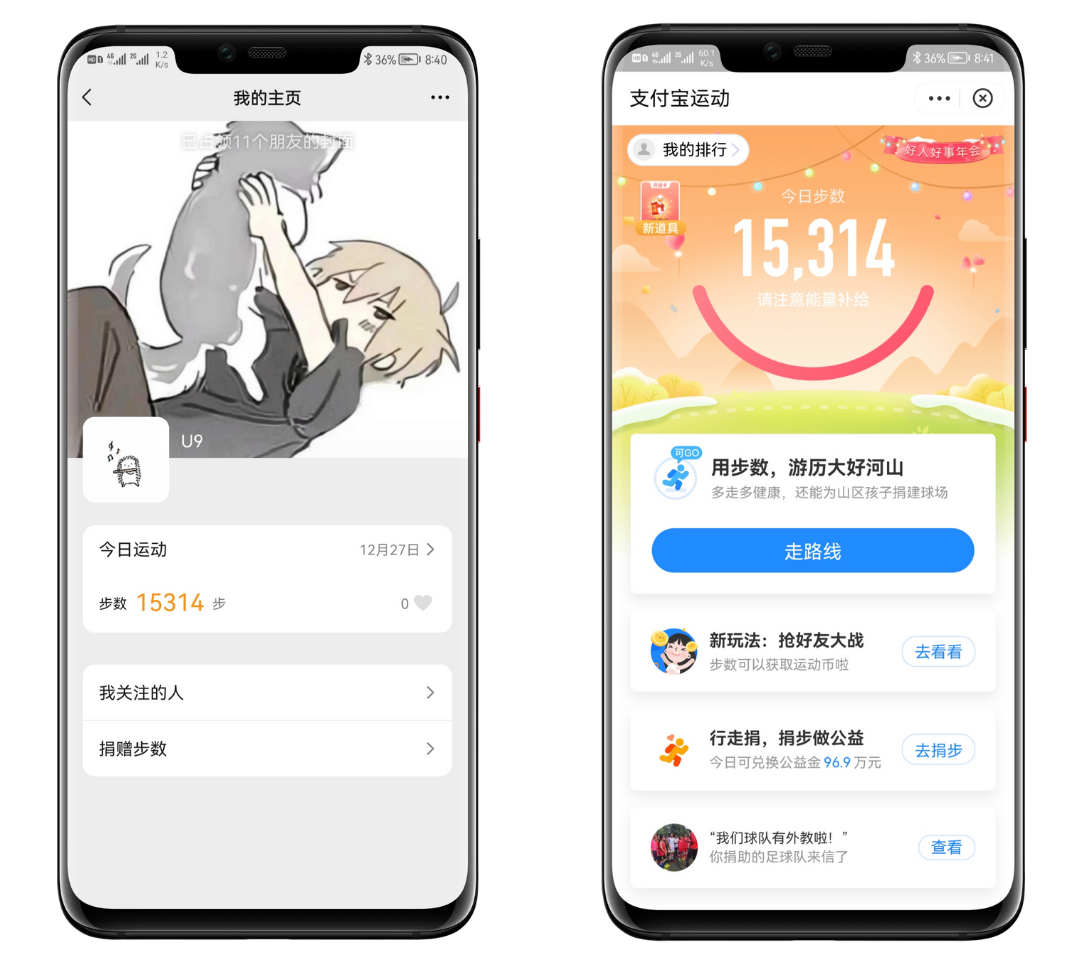 HD 4G 2G 1.2 K/s 36% 8:40
我的主页
已占领11个朋友的封面
U9
今日运动 12月27日
步数 15314 步 0
我关注的人
捐赠步数
HD 4G 2G 60.1 K/s 36% 8:41
支付宝运动
我的排行
好人好事年会
新道具
今日步数
15,314
请注意能量补给
可GO
用步数，游历大好河山
多走多健康，还能为山区孩子捐建球场
走路线
新玩法：抢好友大战
步数可以获取运动币啦
去看看
行走捐，捐步做公益
今日可兑换公益金 96.9 万元
去捐步
“我们球队有外教啦！”
你捐助的足球队来信了
查看